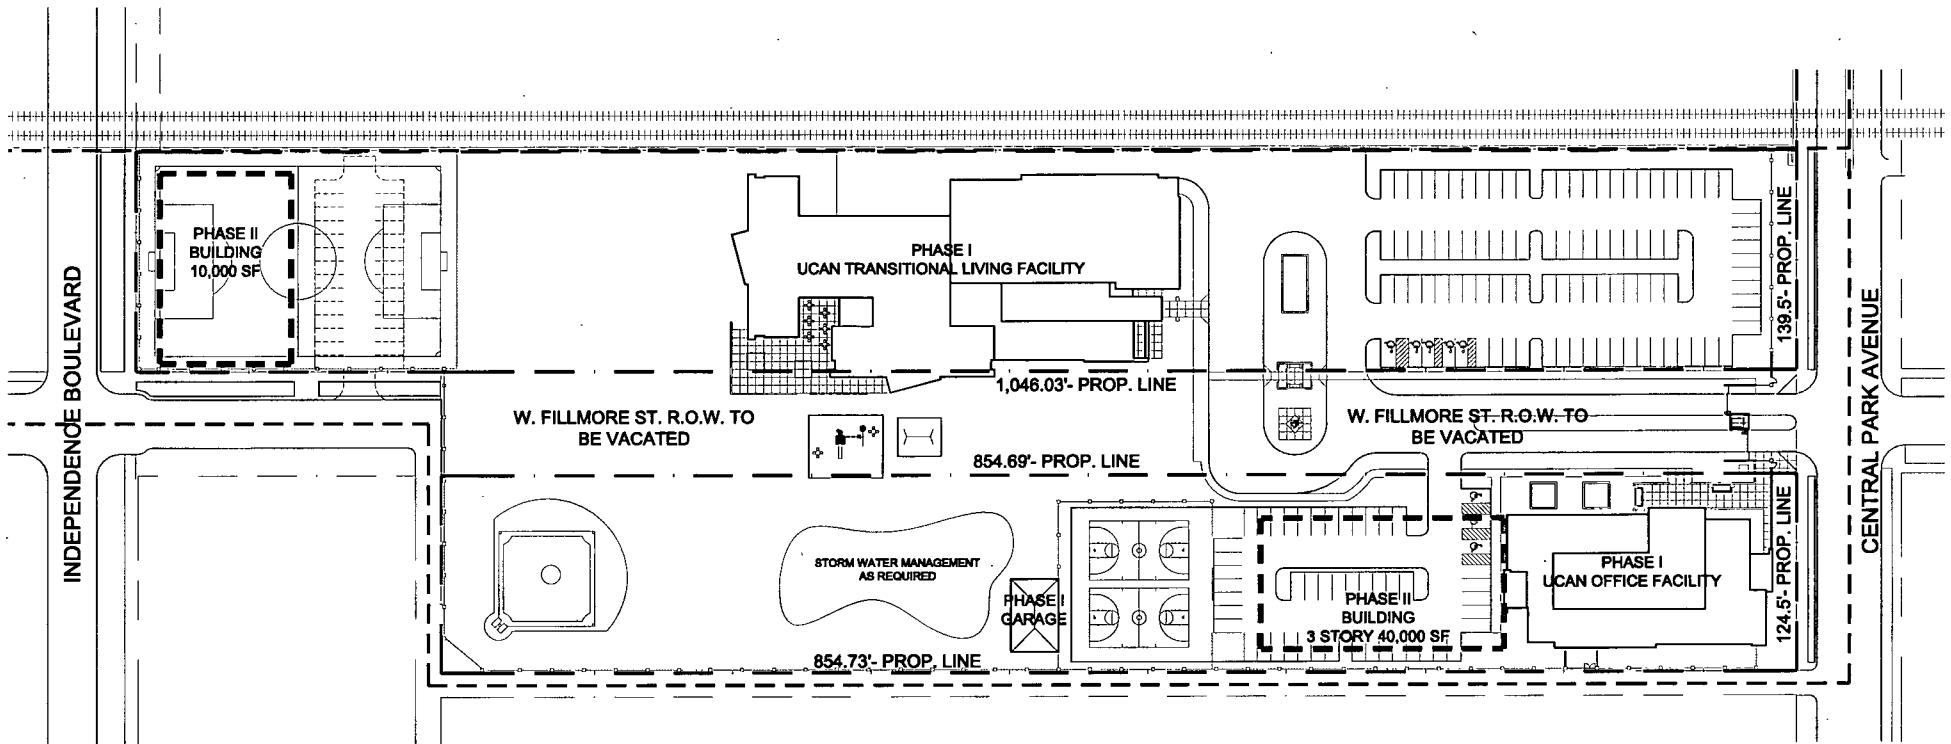 INDEPENDENCE BOULEVARD
PHASE II
BUILDING
10,000 SF
PHASE I
UCAN TRANSITIONAL LIVING FACILITY
139.5'- PROP. LINE
CENTRAL PARK AVENUE
1,046.03'- PROP. LINE
W. FILLMORE ST. R.O.W. TO
BE VACATED
W. FILLMORE ST. R.O.W. TO
BE VACATED
854.69'- PROP. LINE
STORM WATER MANAGEMENT
AS REQUIRED
PHASE I
GARAGE
PHASE II
BUILDING
3 STORY 40,000 SF
PHASE I
UCAN OFFICE FACILITY
124.5'- PROP. LINE
854.73'- PROP. LINE